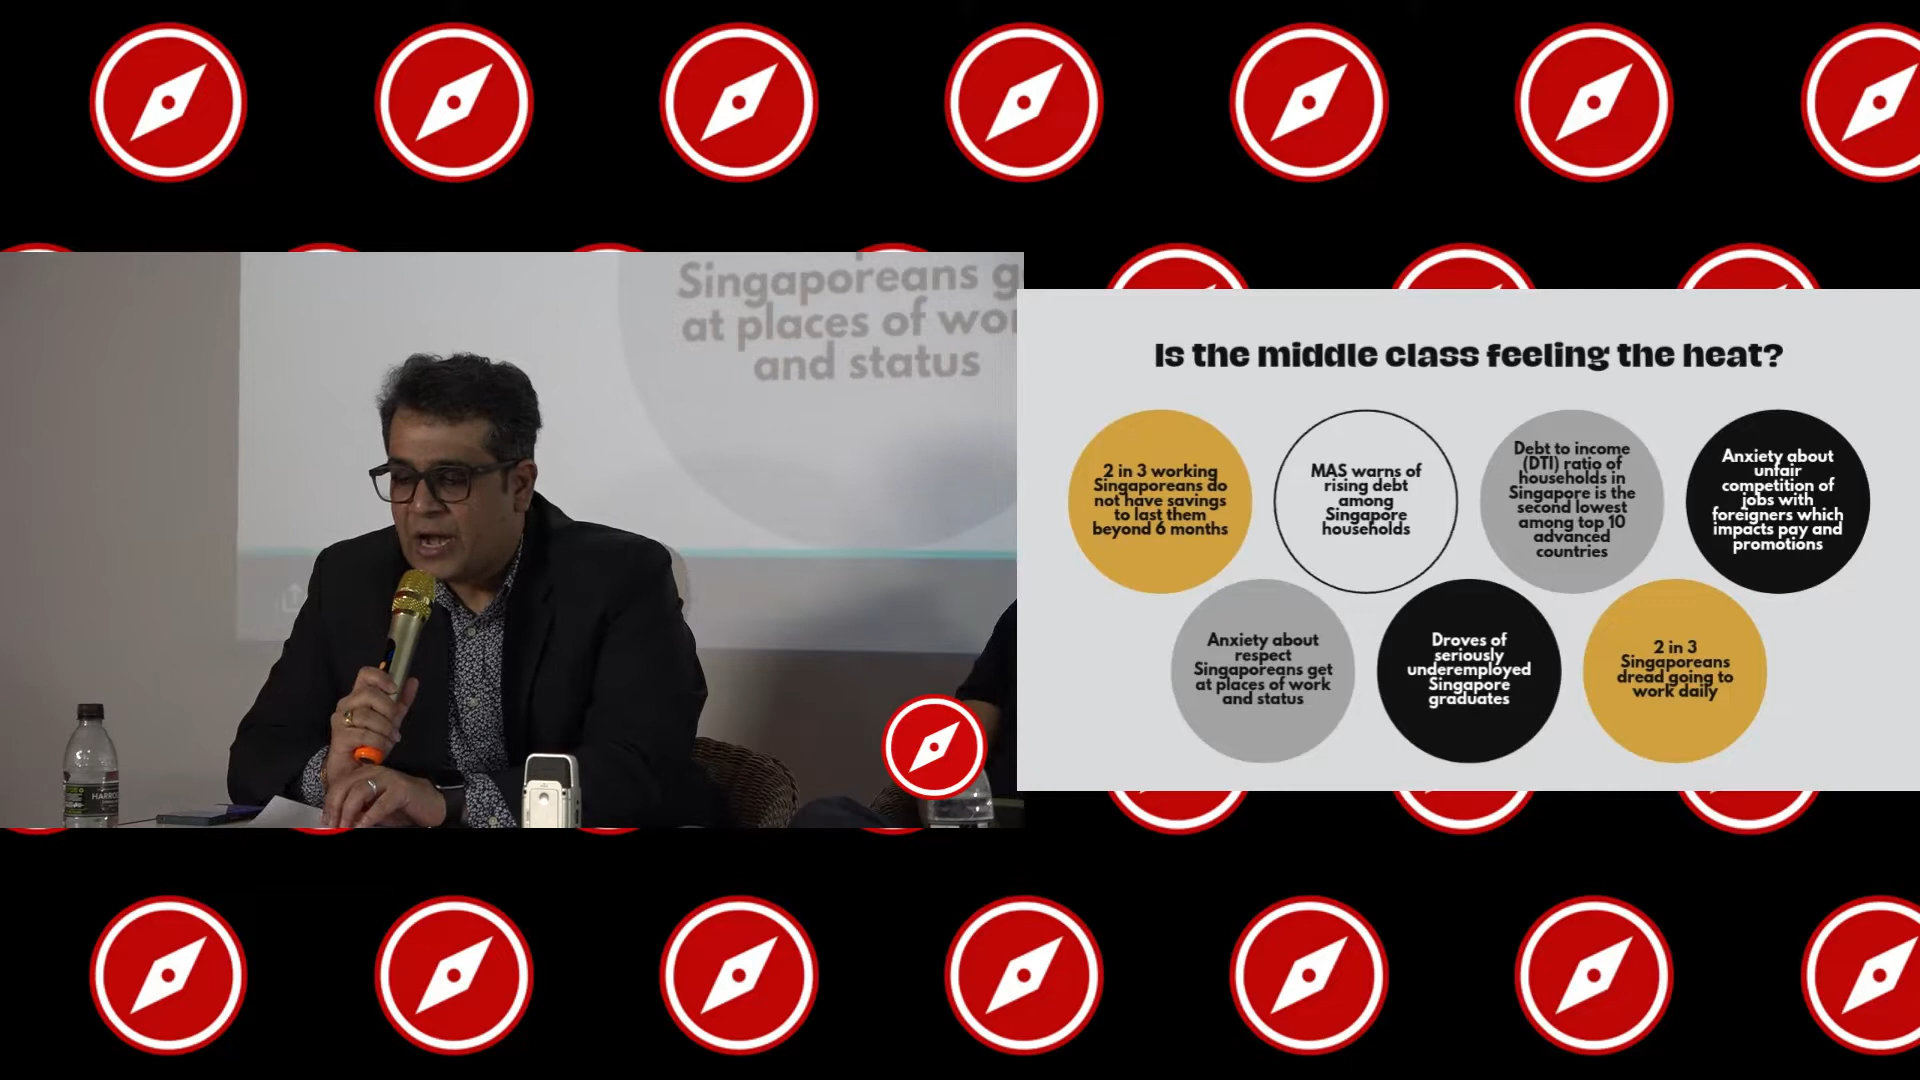 Singaporeans g
at places of wor
and status
HARRO
Is the middle class feeling the heat?
2 in 3 working
Singaporeans do
not have savings
to last them
beyond 6 months
MAS warns of
rising debt
among
Singapore
households
Debt to income
(DTI) ratio of
households in
Singapore is the
second lowest
among top 10
advanced
countries
Anxiety about
unfair
competition of
jobs with
foreigners which
impacts pay and
promotions
Anxiety about
respect
Singaporeans get
at places of work
and status
Droves of
seriously
underemployed
Singapore
graduates
2 in 3
Singaporeans
dread going to
work daily